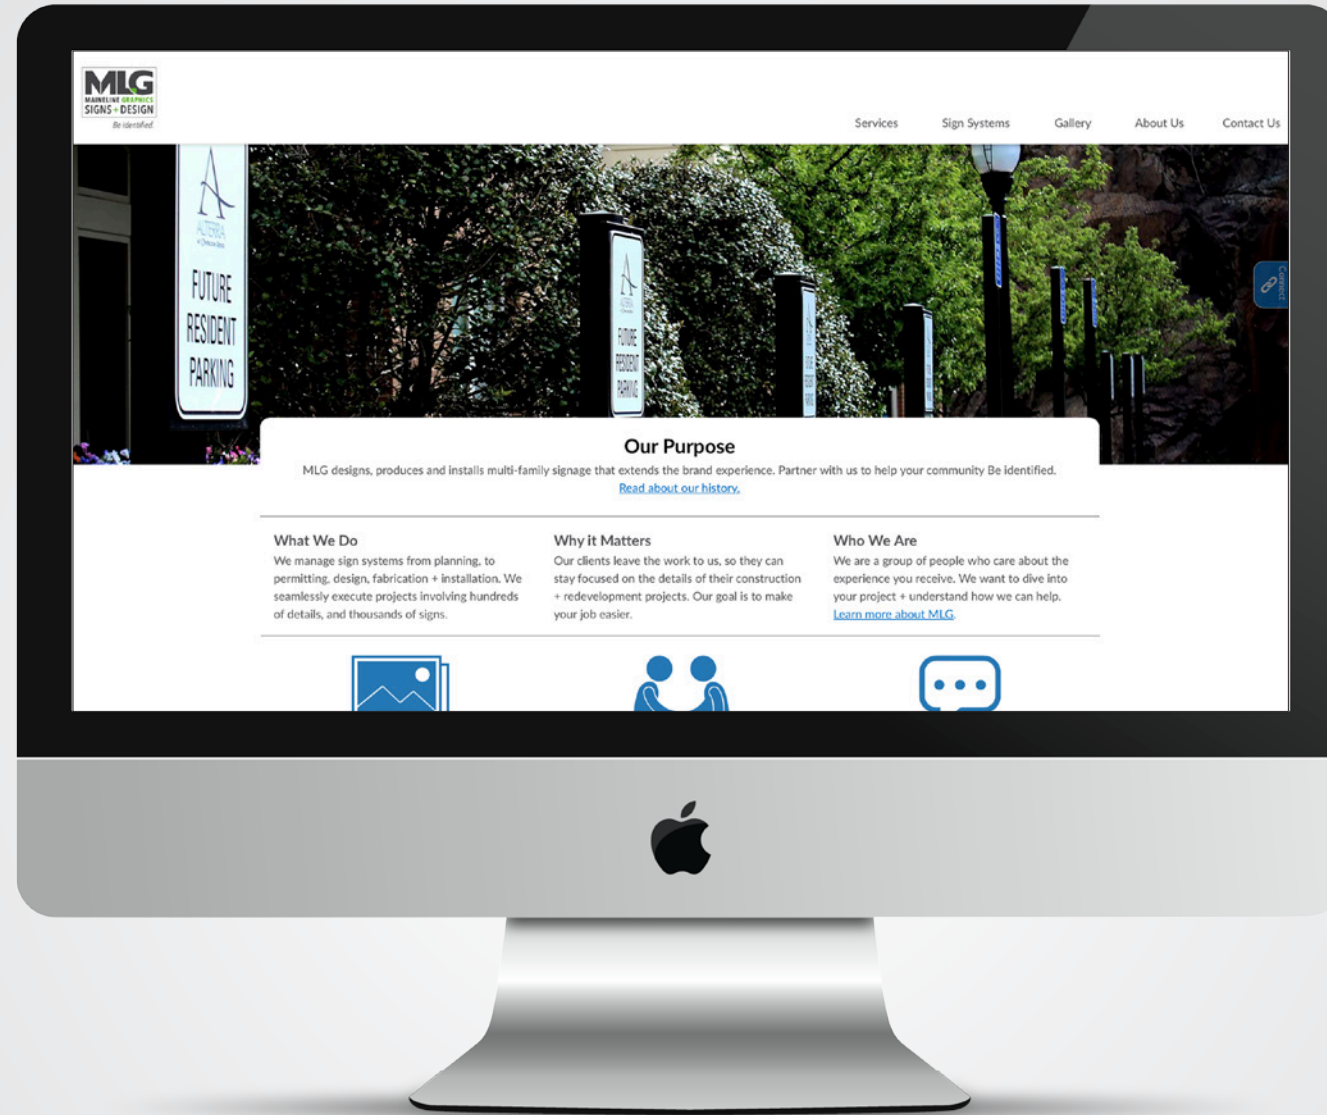 MLG
MAINELINE GRAPHICS
SIGNS + DESIGN
Be identified.
Services
Sign Systems
Gallery
About Us
Contact Us
A
ALTERRA
FUTURE
RESIDENT
PARKING
A
FUTURE
RESIDENT
PARKING
Connect
Our Purpose
MLG designs, produces and installs multi-family signage that extends the brand experience. Partner with us to help your community Be identified.
Read about our history.
What We Do
We manage sign systems from planning, to
permitting, design, fabrication + installation. We
seamlessly execute projects involving hundreds
of details, and thousands of signs.
Why it Matters
Our clients leave the work to us, so they can
stay focused on the details of their construction
+ redevelopment projects. Our goal is to make
your job easier.
Who We Are
We are a group of people who care about the
experience you receive. We want to dive into
your project + understand how we can help.
Learn more about MLG.